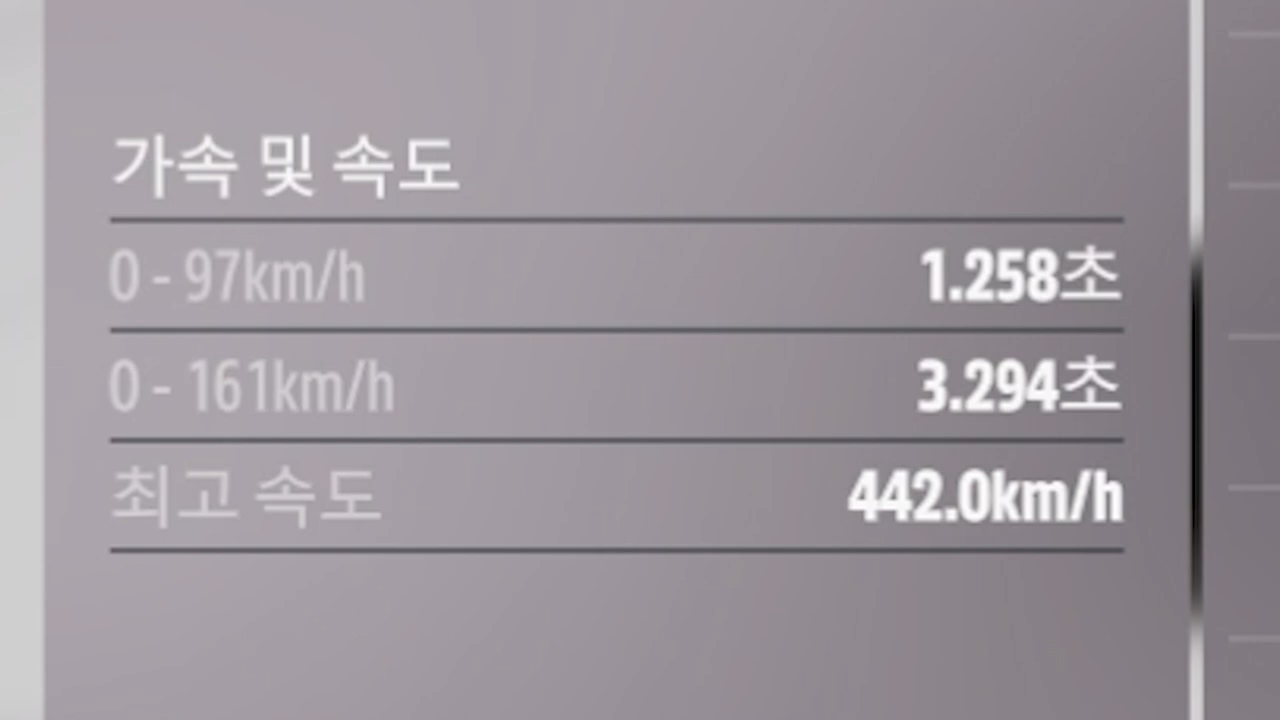 가속 및 속도
0 - 97km/h 1.258초
0 - 161km/h 3.294초
최고 속도 442.0km/h